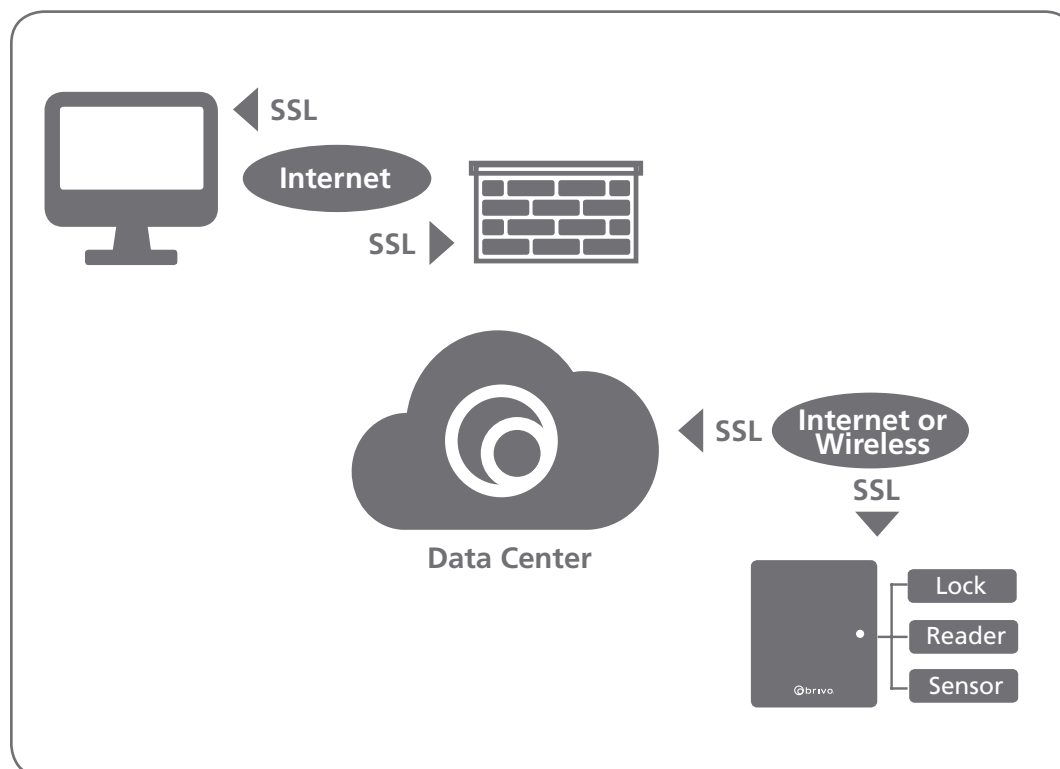 SSL
Internet
SSL
SSL
Internet or
Wireless
SSL
Data Center
Lock
Reader
brivo
Sensor